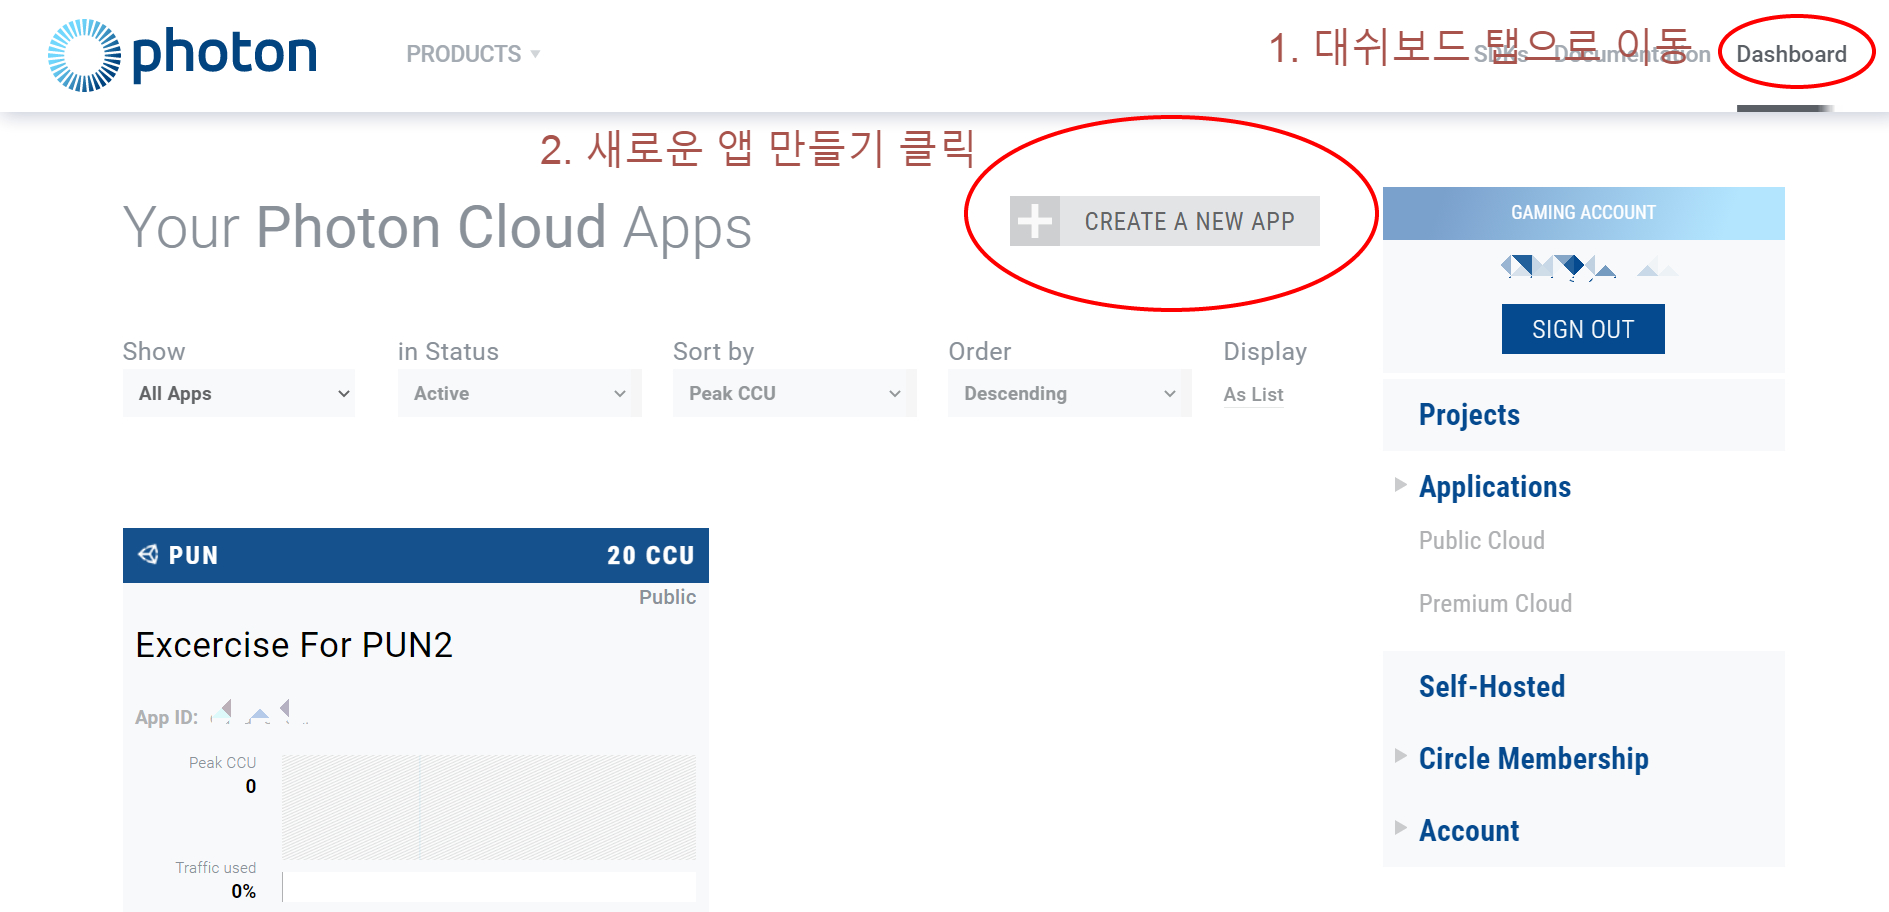 photon
PRODUCTS
SDKs Documentation Dashboard
1. 대쉬보드 탭으로 이동
2. 새로운 앱 만들기 클릭
Your Photon Cloud Apps
CREATE A NEW APP
Show
All Apps
in Status
Active
Sort by
Peak CCU
Order
Descending
Display
As List
PUN
20 CCU
Public
Excercise For PUN2
App ID:
Peak CCU
0
Traffic used
0%
GAMING ACCOUNT
SIGN OUT
Projects
Applications
Public Cloud
Premium Cloud
Self-Hosted
Circle Membership
Account